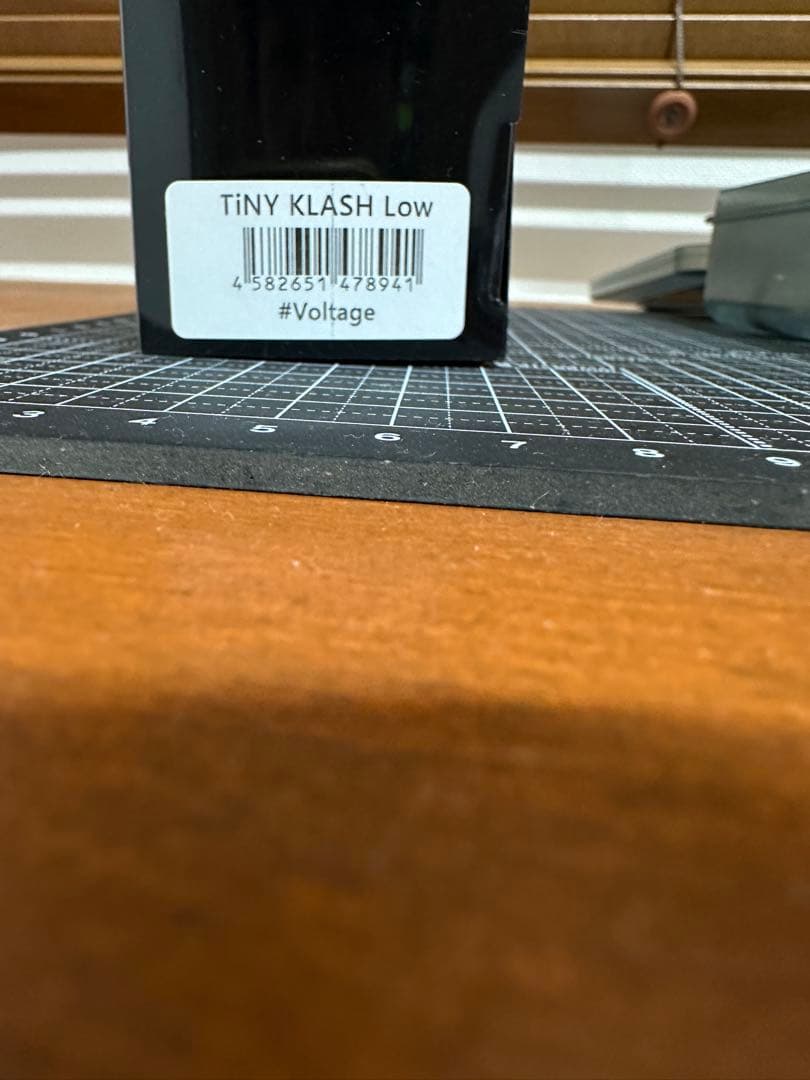 TiNY KLASH Low
4 582651 478941
#Voltage
3 4 5 6 7 8 9